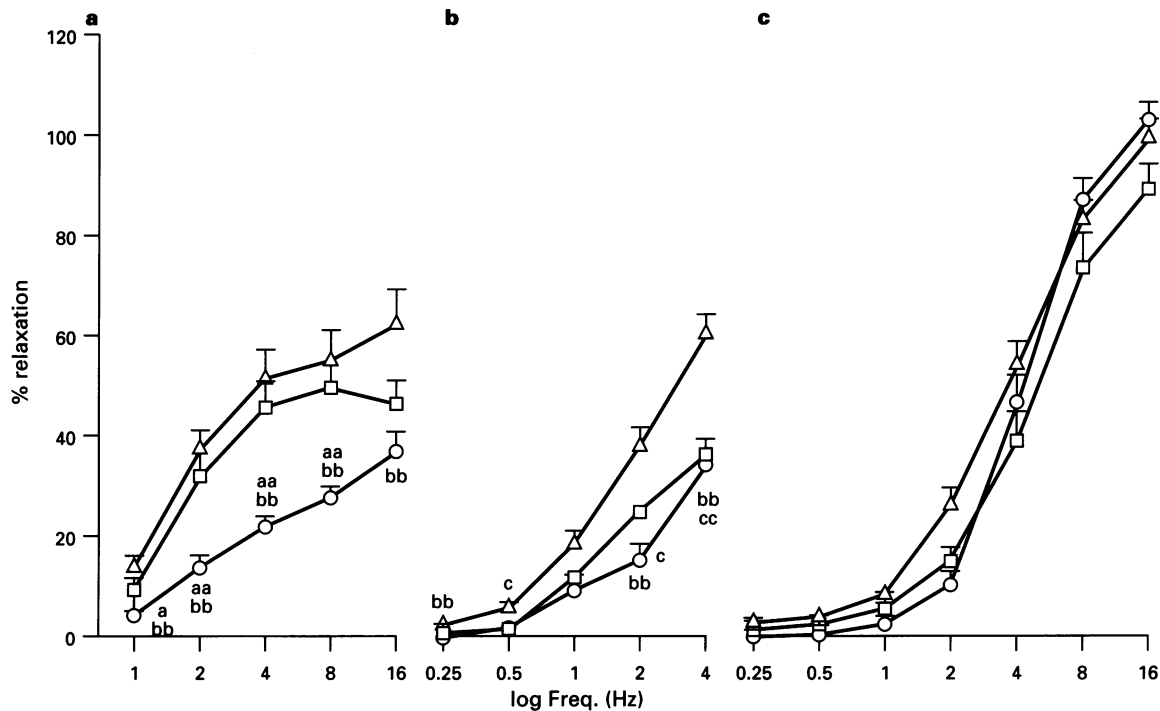 a b c
120
100
80
60
40
20
0
% relaxation
aa
bb
aa
bb
bb
aa
bb
a
bb
bb
c
c
bb
bb
cc
1 2 4 8 16
0.25 0.5 1 2 4
0.25 0.5 1 2 4 8 16
log Freq. (Hz)